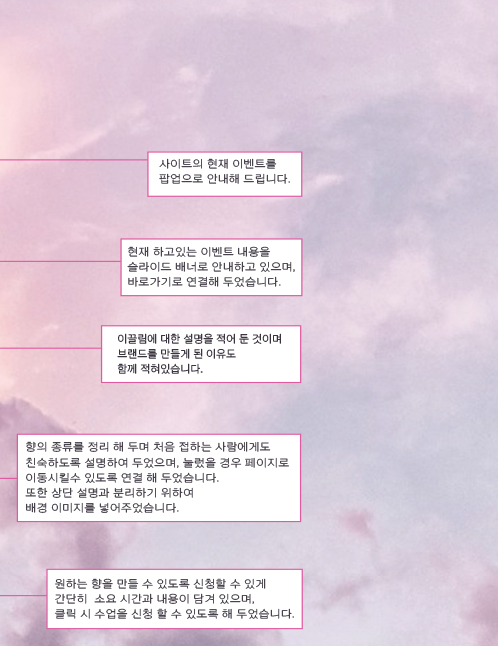 사이트의 현재 이벤트를
팝업으로 안내해 드립니다.
현재 하고있는 이벤트 내용을
슬라이드 배너로 안내하고 있으며,
바로가기로 연결해 두었습니다.
이끌림에 대한 설명을 적어 둔 것이며
브랜드를 만들게 된 이유도
함께 적혀있습니다.
향의 종류를 정리 해 두며 처음 접하는 사람에게도
친숙하도록 설명하여 두었으며, 눌렀을 경우 페이지로
이동시킬수 있도록 연결 해 두었습니다.
또한 상단 설명과 분리하기 위하여
배경 이미지를 넣어주었습니다.
원하는 향을 만들 수 있도록 신청할 수 있게
간단히 소요 시간과 내용이 담겨 있으며,
클릭 시 수업을 신청 할 수 있도록 해 두었습니다.